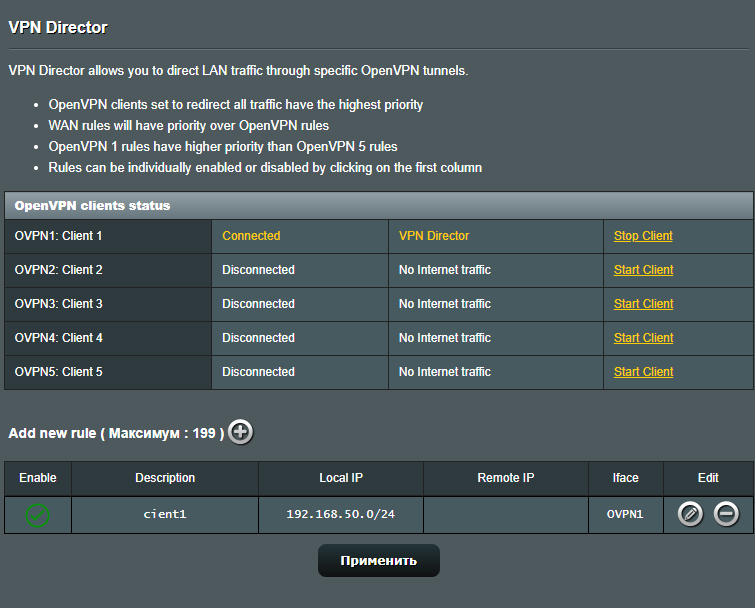 VPN Director
VPN Director allows you to direct LAN traffic through specific OpenVPN tunnels.
OpenVPN clients set to redirect all traffic have the highest priority
WAN rules will have priority over OpenVPN rules
OpenVPN 1 rules have higher priority than OpenVPN 5 rules
Rules can be individually enabled or disabled by clicking on the first column
OpenVPN clients status
OVPN1: Client 1 Connected VPN Director Stop Client
OVPN2: Client 2 Disconnected No Internet traffic Start Client
OVPN3: Client 3 Disconnected No Internet traffic Start Client
OVPN4: Client 4 Disconnected No Internet traffic Start Client
OVPN5: Client 5 Disconnected No Internet traffic Start Client
Add new rule ( Максимум : 199 )
Enable Description Local IP Remote IP Iface Edit
cient1 192.168.50.0/24 OVPN1
Применить